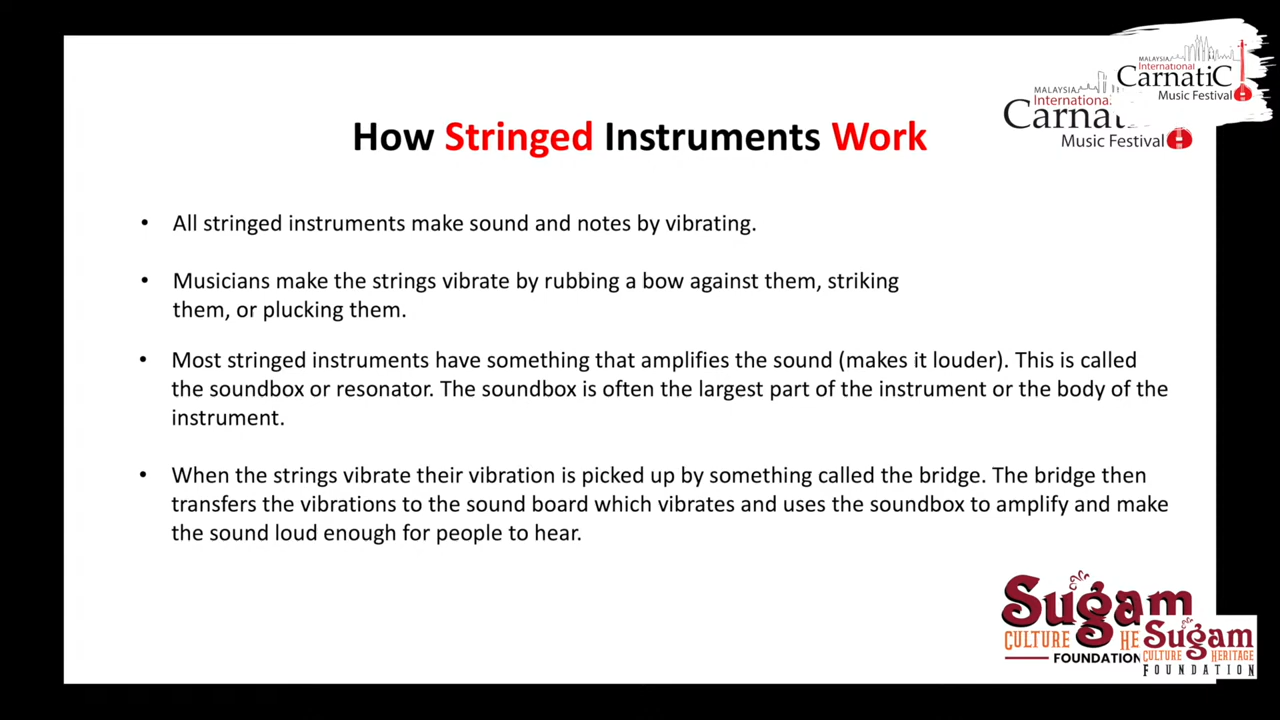 MALAYSIA
International
CarnatiC
Music Festival
MALAYSIA
International
Carnat
Music Festival
How Stringed Instruments Work
• All stringed instruments make sound and notes by vibrating.
• Musicians make the strings vibrate by rubbing a bow against them, striking
them, or plucking them.
• Most stringed instruments have something that amplifies the sound (makes it louder). This is called
the soundbox or resonator. The soundbox is often the largest part of the instrument or the body of the
instrument.
• When the strings vibrate their vibration is picked up by something called the bridge. The bridge then
transfers the vibrations to the sound board which vibrates and uses the soundbox to amplify and make
the sound loud enough for people to hear.
Sugam
CULTURE HE
FOUNDATION
Sugam
CULTURE HERITAGE
FOUNDATION